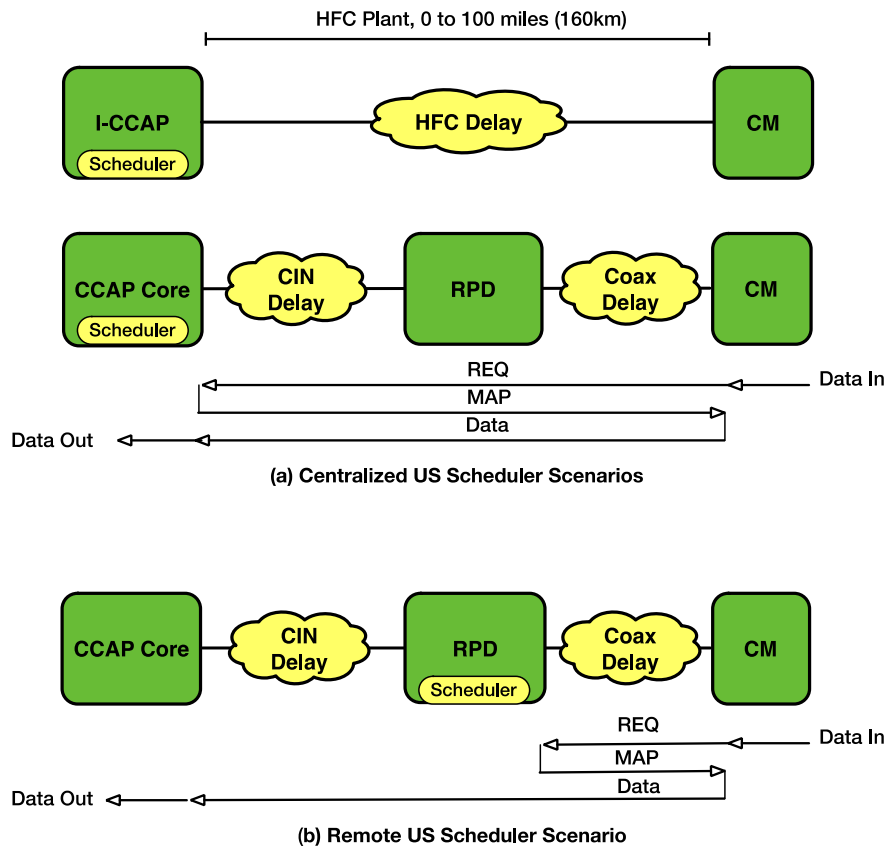 HFC Plant, 0 to 100 miles (160km)
I-CCAP
Scheduler
HFC Delay
CM
CCAP Core
Scheduler
CIN
Delay
RPD
Coax
Delay
CM
REQ
Data In
MAP
Data
Data Out
(a) Centralized US Scheduler Scenarios
CCAP Core
CIN
Delay
RPD
Scheduler
Coax
Delay
CM
REQ
Data In
MAP
Data
Data Out
(b) Remote US Scheduler Scenario